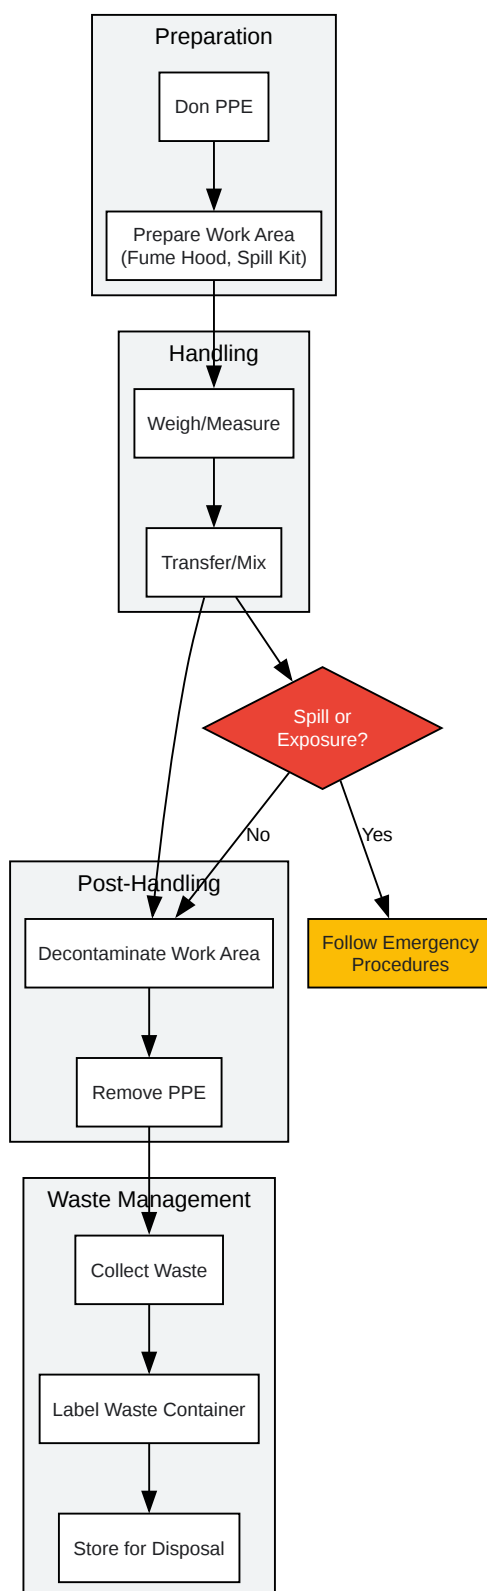 Preparation
Don PPE
Prepare Work Area
(Fume Hood, Spill Kit)
Handling
Weigh/Measure
Transfer/Mix
Spill or
Exposure?
No
Yes
Post-Handling
Decontaminate Work Area
Follow Emergency
Procedures
Remove PPE
Waste Management
Collect Waste
Label Waste Container
Store for Disposal